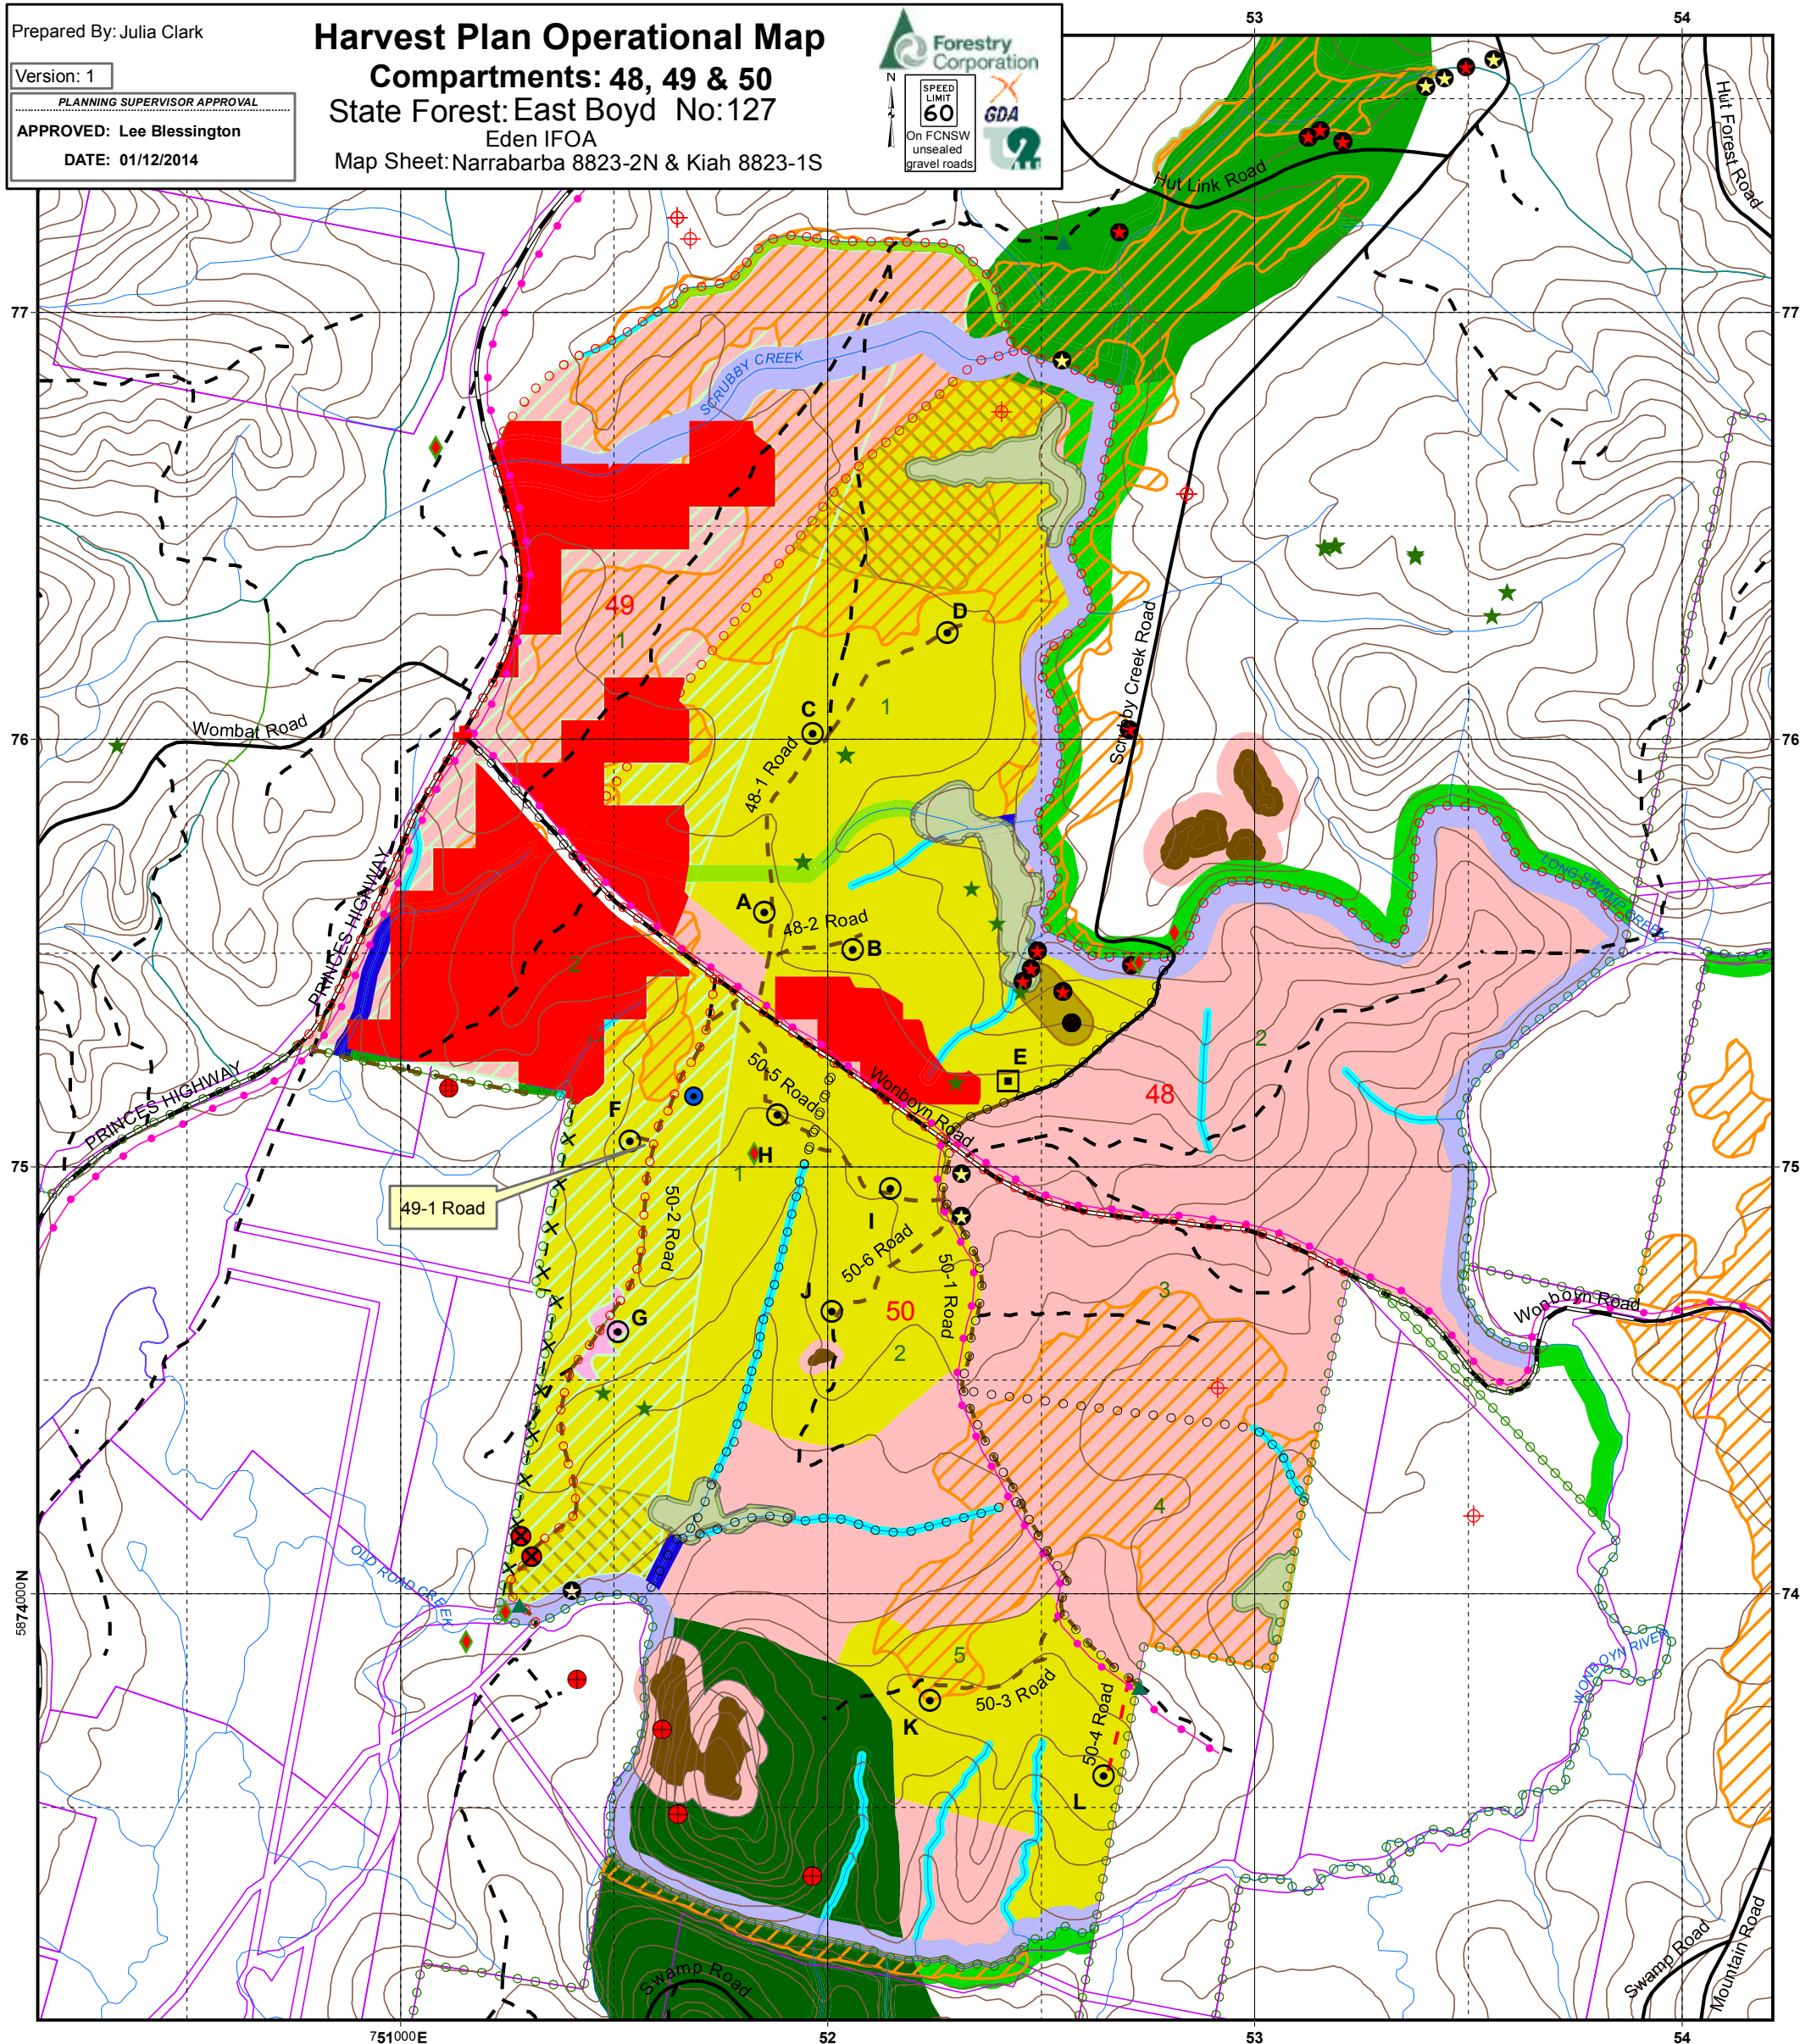 Prepared By: Julia Clark
Version: 1
PLANNING SUPERVISOR APPROVAL
APPROVED: Lee Blessington
DATE: 01/12/2014
Harvest Plan Operational Map
Compartments: 48, 49 & 50
State Forest: East Boyd No: 127
Eden IFOA
Map Sheet: Narrabarba 8823-2N & Kiah 8823-1S
Forestry
Corporation
N
SPEED
LIMIT
60
On FCNSW
unsealed
gravel roads
GDA
53
54
Hut Forest Road
Hut Link Road
77
77
SCRUBBY CREEK
49
1
D
Scrubby Creek Road
C
1
Wombat Road
76
76
48-1 Road
PRINCES HIGHWAY
LONG SWAMP CREEK
A
48-2 Road
B
2
2
E
50-5 Road
Wonboyn Road
48
PRINCES HIGHWAY
F
H
1
75
75
49-1 Road
50-2 Road
I
50-6 Road
50-1 Road
3
J
50
Wonboyn Road
G
2
4
OLD ROAD CREEK
5874000N
74
5
WONBOYN RIVER
50-3 Road
K
50-4 Road
L
Swamp Road
Swamp Road
Mountain Road
751000E
52
53
54